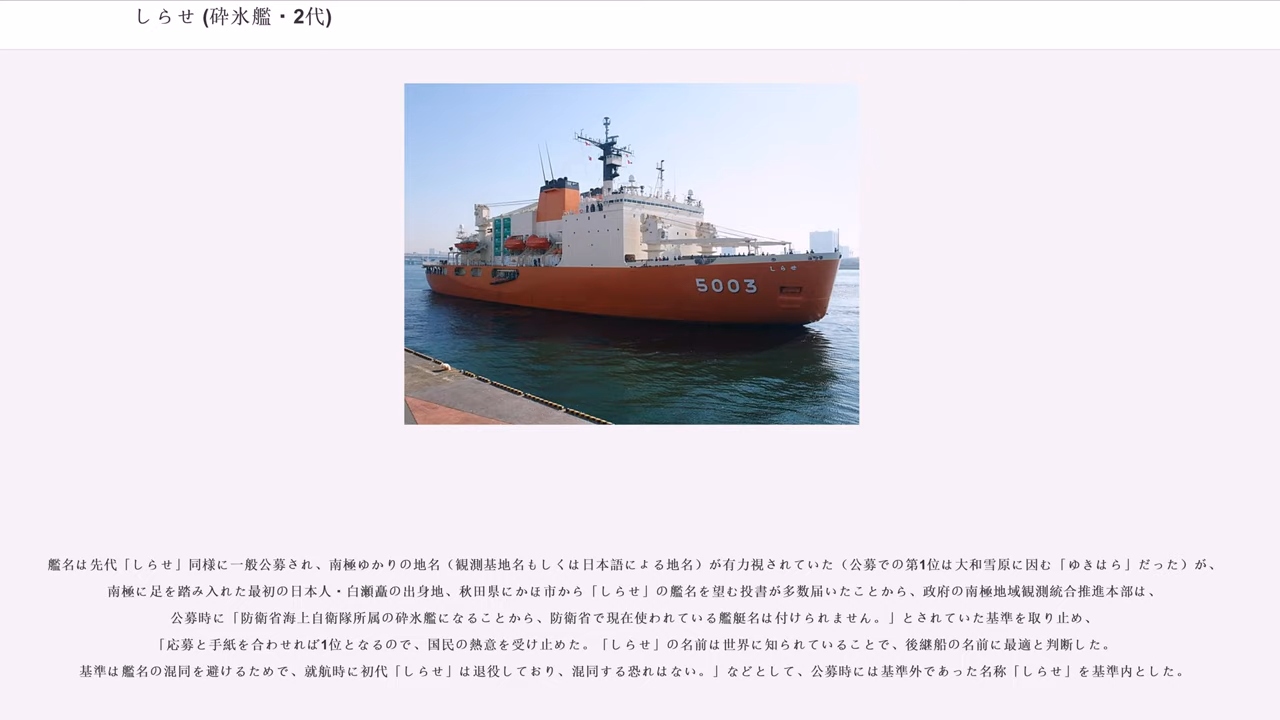 しらせ (砕氷艦・2代)
5003
しらせ
艦名は先代「しらせ」同様に一般公募され、南極ゆかりの地名（観測基地名もしくは日本語による地名）が有力視されていた（公募での第1位は大和雪原に因む「ゆきはら」だった）が、
南極に足を踏み入れた最初の日本人・白瀬矗の出身地、秋田県にかほ市から「しらせ」の艦名を望む投書が多数届いたことから、政府の南極地域観測統合推進本部は、
公募時に「防衛省海上自衛隊所属の砕氷艦になることから、防衛省で現在使われている艦艇名は付けられません。」とされていた基準を取り止め、
「応募と手紙を合わせれば1位となるので、国民の熱意を受け止めた。「しらせ」の名前は世界に知られていることで、後継船の名前に最適と判断した。
基準は艦名の混同を避けるためで、就航時に初代「しらせ」は退役しており、混同する恐れはない。」などとして、公募時には基準外であった名称「しらせ」を基準内とした。